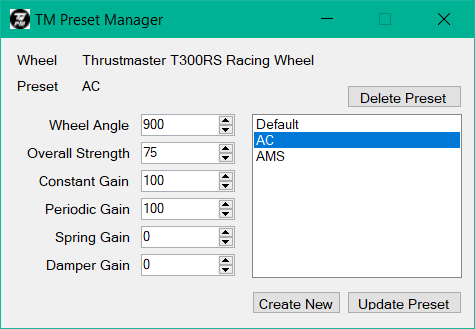 TM Preset Manager
Wheel Thrustmaster T300RS Racing Wheel
Preset AC
Delete Preset
Wheel Angle 900
Overall Strength 75
Constant Gain 100
Periodic Gain 100
Spring Gain 0
Damper Gain 0
Default
AC
AMS
Create New
Update Preset